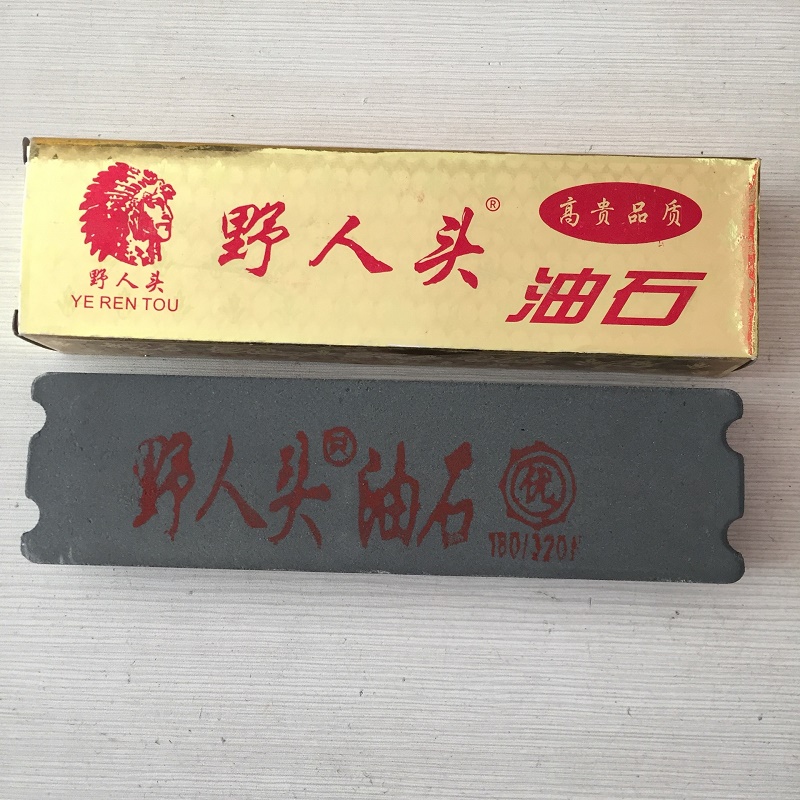 野人头
YE REN TOU
野人头®
高贵品质
油石
野人头®油石
优
180/320#